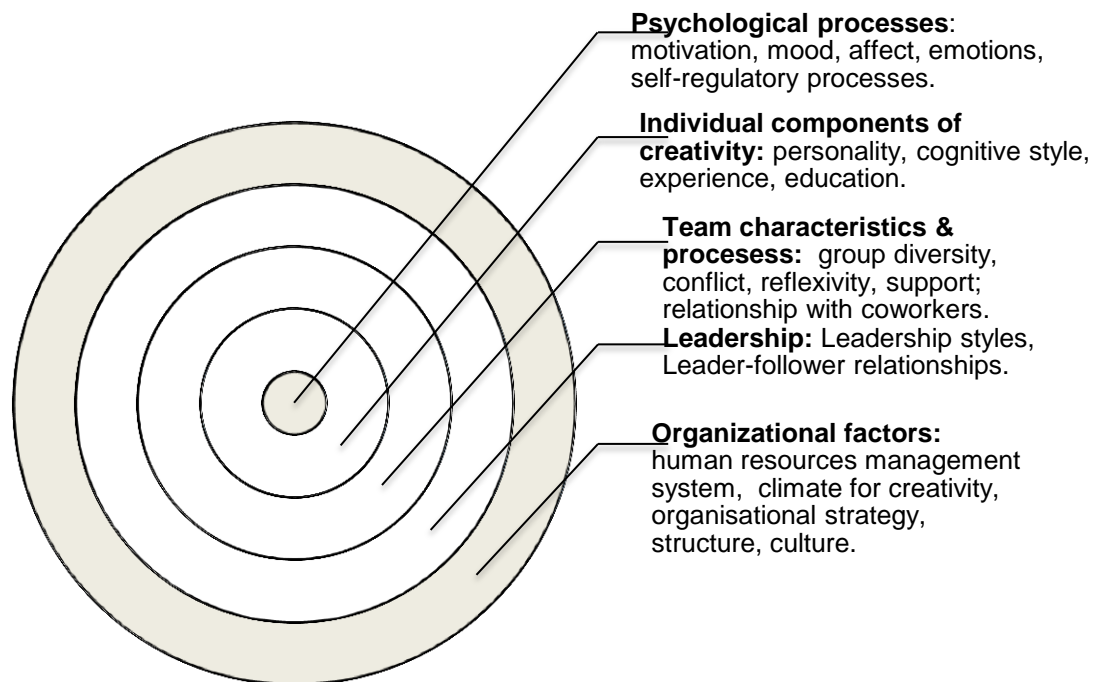 Psychological processes:
motivation, mood, affect, emotions,
self-regulatory processes.
Individual components of
creativity: personality, cognitive style,
experience, education.
Team characteristics &
procesess: group diversity,
conflict, reflexivity, support;
relationship with coworkers.
Leadership: Leadership styles,
Leader-follower relationships.
Organizational factors:
human resources management
system, climate for creativity,
organisational strategy,
structure, culture.